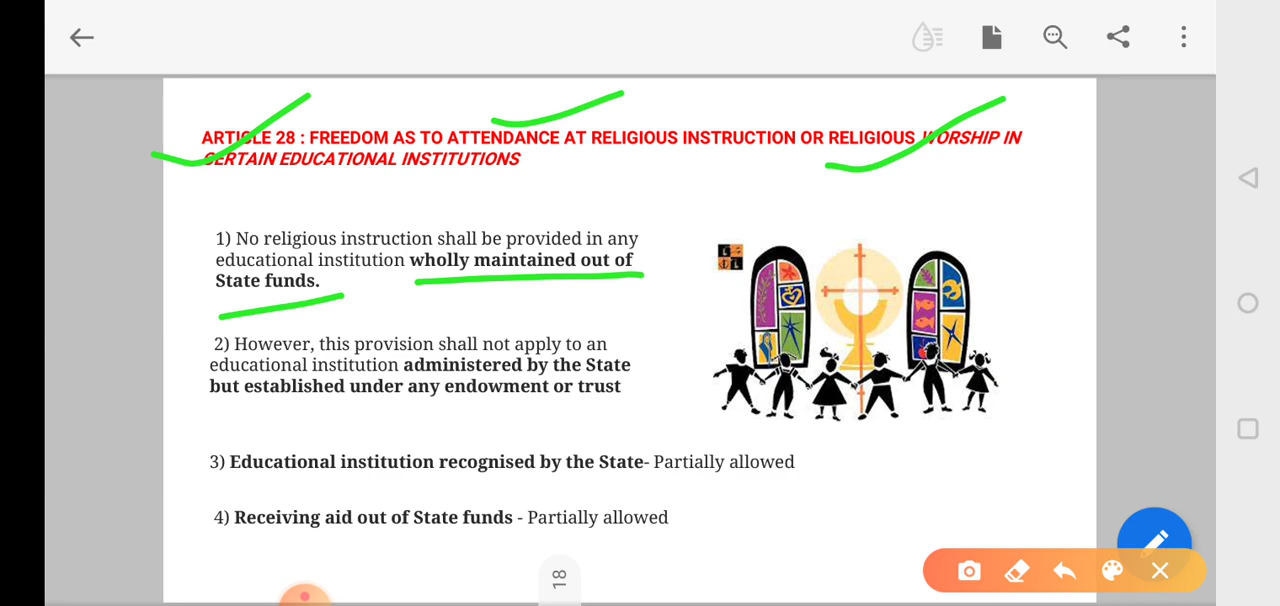 ARTICLE 28 : FREEDOM AS TO ATTENDANCE AT RELIGIOUS INSTRUCTION OR RELIGIOUS WORSHIP IN
CERTAIN EDUCATIONAL INSTITUTIONS
1) No religious instruction shall be provided in any
educational institution wholly maintained out of
State funds.
2) However, this provision shall not apply to an
educational institution administered by the State
but established under any endowment or trust
3) Educational institution recognised by the State- Partially allowed
4) Receiving aid out of State funds - Partially allowed
18